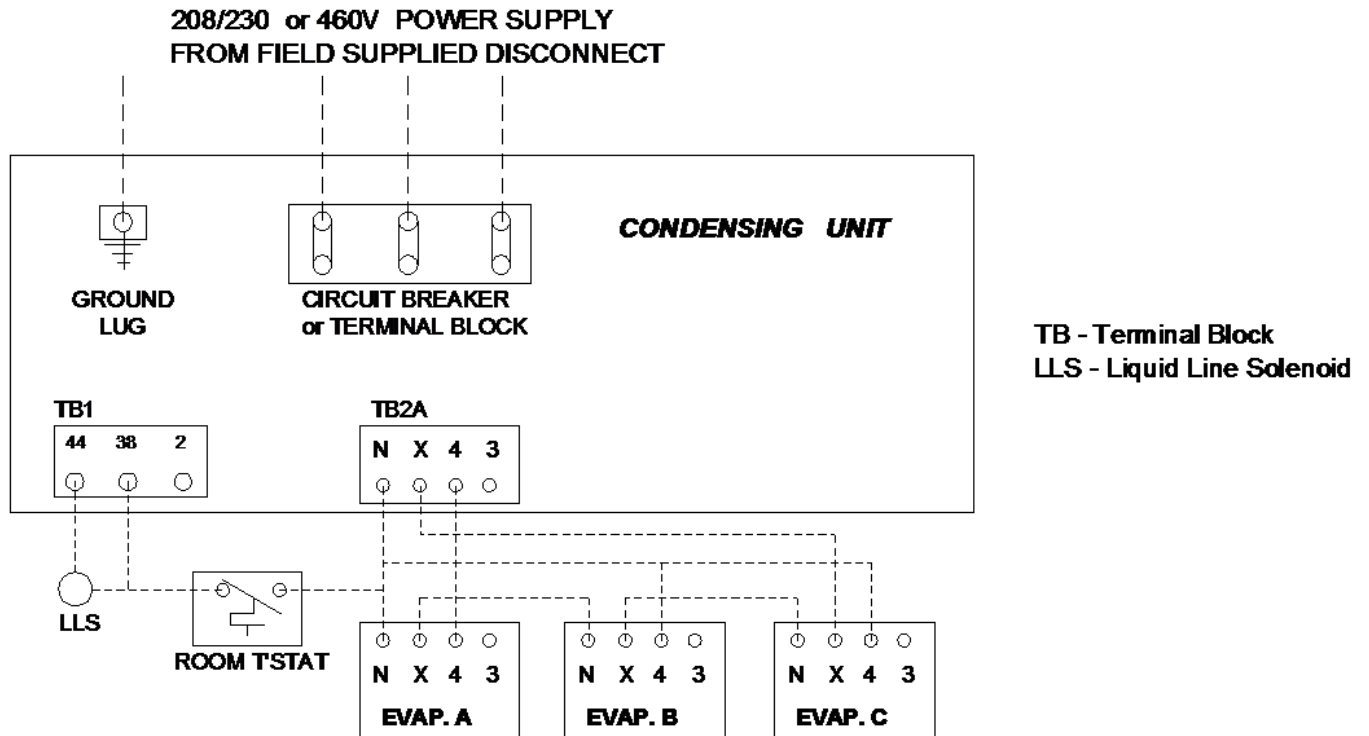 208/230 or 460V POWER SUPPLY
FROM FIELD SUPPLIED DISCONNECT
CONDENSING UNIT
GROUND
LUG
CIRCUIT BREAKER
or TERMINAL BLOCK
TB - Terminal Block
LLS - Liquid Line Solenoid
TB1
44 38 2
TB2A
N X 4 3
LLS
ROOM T'STAT
N X 4 3
EVAP. A
N X 4 3
EVAP. B
N X 4 3
EVAP. C